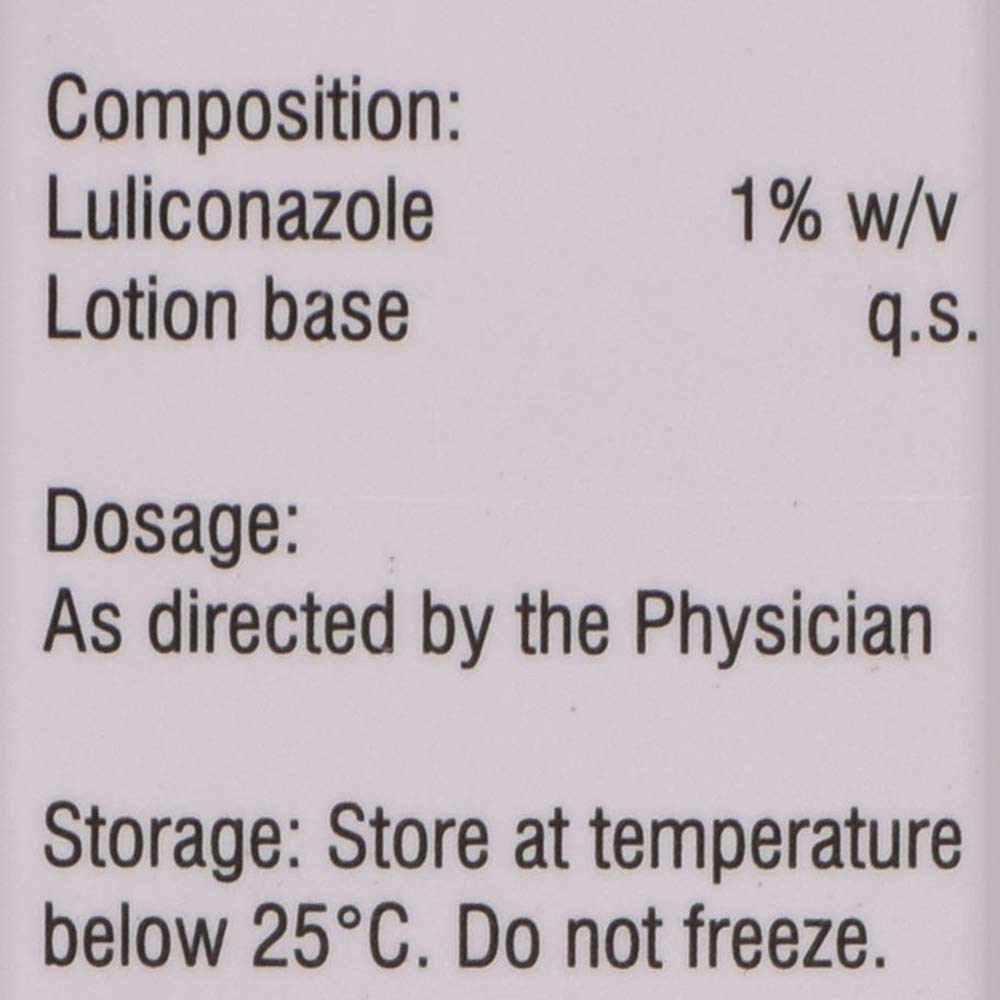 Composition:
Luliconazole 1% w/v
Lotion base q.s.
Dosage:
As directed by the Physician
Storage: Store at temperature
below 25°C. Do not freeze.